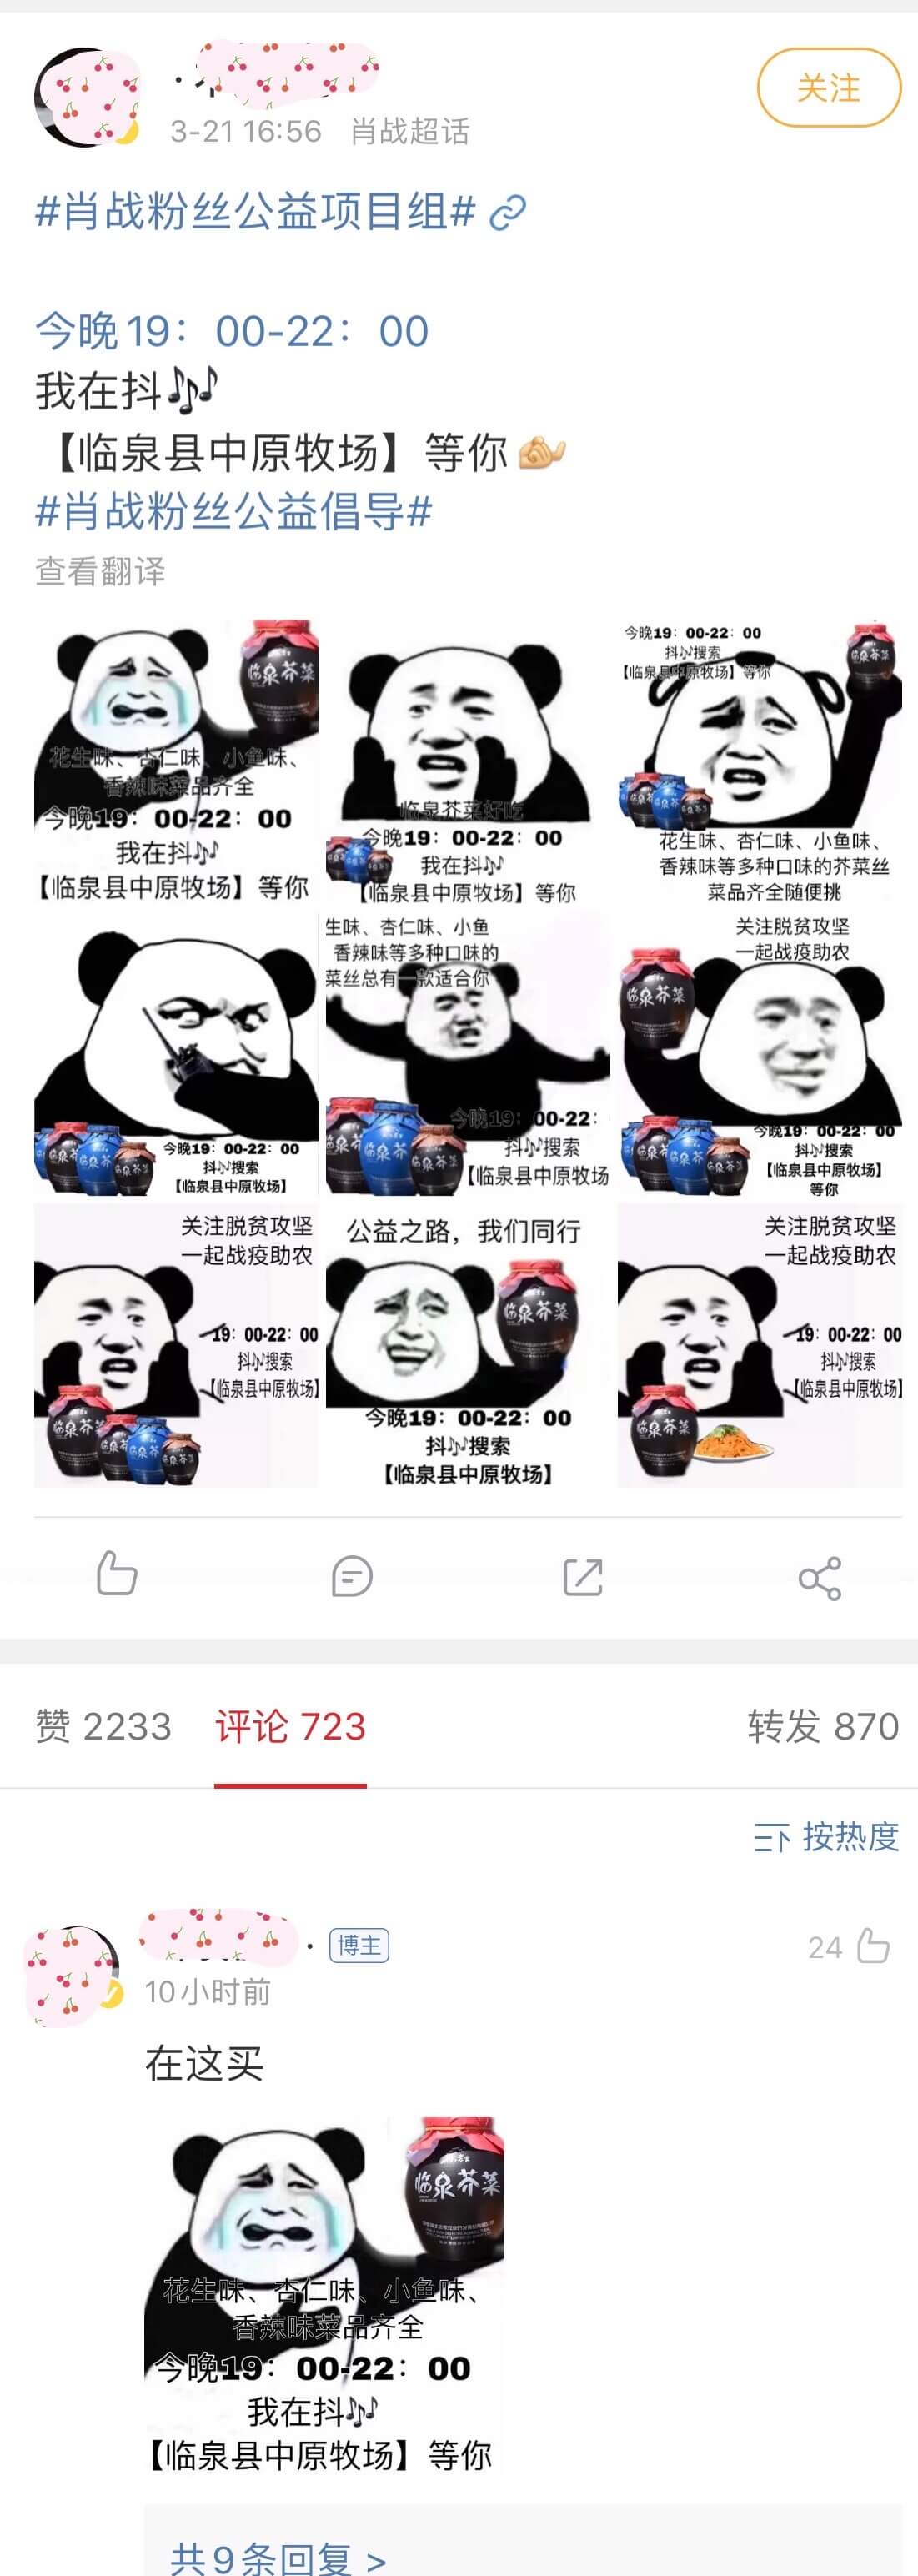 关注
3-21 16:56 肖战超话
#肖战粉丝公益项目组#
今晚19：00-22：00
我在抖🎶
【临泉县中原牧场】等你🤙🏼
#肖战粉丝公益倡导#
查看翻译
临泉芥菜
花生味、杏仁味、小鱼味、
香辣味菜品齐全
今晚19：00-22：00
我在抖🎶
【临泉县中原牧场】等你
临泉芥菜好吃
今晚19：00-22：00
我在抖🎶
【临泉县中原牧场】等你
今晚19：00-22：00
抖🎶搜索
【临泉县中原牧场】等你
临泉芥菜
花生味、杏仁味、小鱼味、
香辣味等多种口味的芥菜丝
菜品齐全随便挑
临泉芥
今晚19：00-22：00
抖🎶搜索
【临泉县中原牧场】
生味、杏仁味、小鱼
香辣味等多种口味的
菜丝总有一款适合你
临泉芥
今晚19：00-22：
抖🎶搜索
【临泉县中原牧场
关注脱贫攻坚
一起战疫助农
临泉芥菜
临泉芥
今晚19：00-22：00
抖🎶搜索
【临泉县中原牧场】
等你
关注脱贫攻坚
一起战疫助农
19：00-22：00
抖🎶搜索
【临泉县中原牧场】
临泉芥菜
公益之路，我们同行
临泉芥菜
今晚19：00-22：00
抖🎶搜索
【临泉县中原牧场】
关注脱贫攻坚
一起战疫助农
19：00-22：00
抖🎶搜索
【临泉县中原牧场】
临泉芥菜
赞 2233 评论 723 转发 870
按热度
博主 24
10小时前
在这买
临泉芥菜
花生味、杏仁味、小鱼味、
香辣味菜品齐全
今晚19：00-22：00
我在抖🎶
【临泉县中原牧场】等你
共9条回复 >